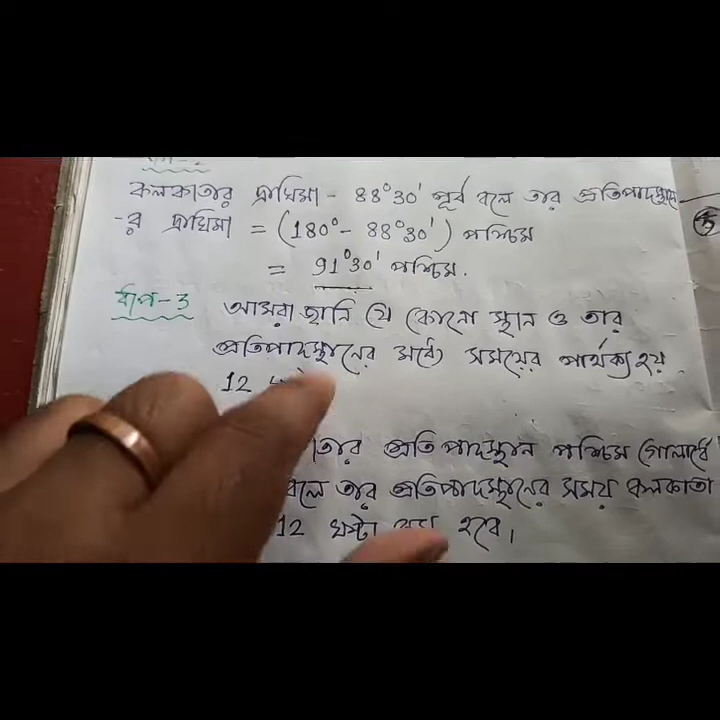 কলকাতার দ্রাঘিমা - 88°30' পূর্ব বলে তার প্রতিপাদস্থানে
-র দ্রাঘিমা = (180° - 88°30') পশ্চিম
= 91°30' পশ্চিম.
ধাপ-3 আমরা জানি যে কোনো স্থান ও তার
প্রতিপাদস্থানের মধ্যে সময়ের পার্থক্য হয়
12
তার প্রতিপাদস্থান পশ্চিম গোলার্ধে
বলে তার প্রতিপাদস্থানের সময় কলকাতা
12 ঘণ্টা হবে।